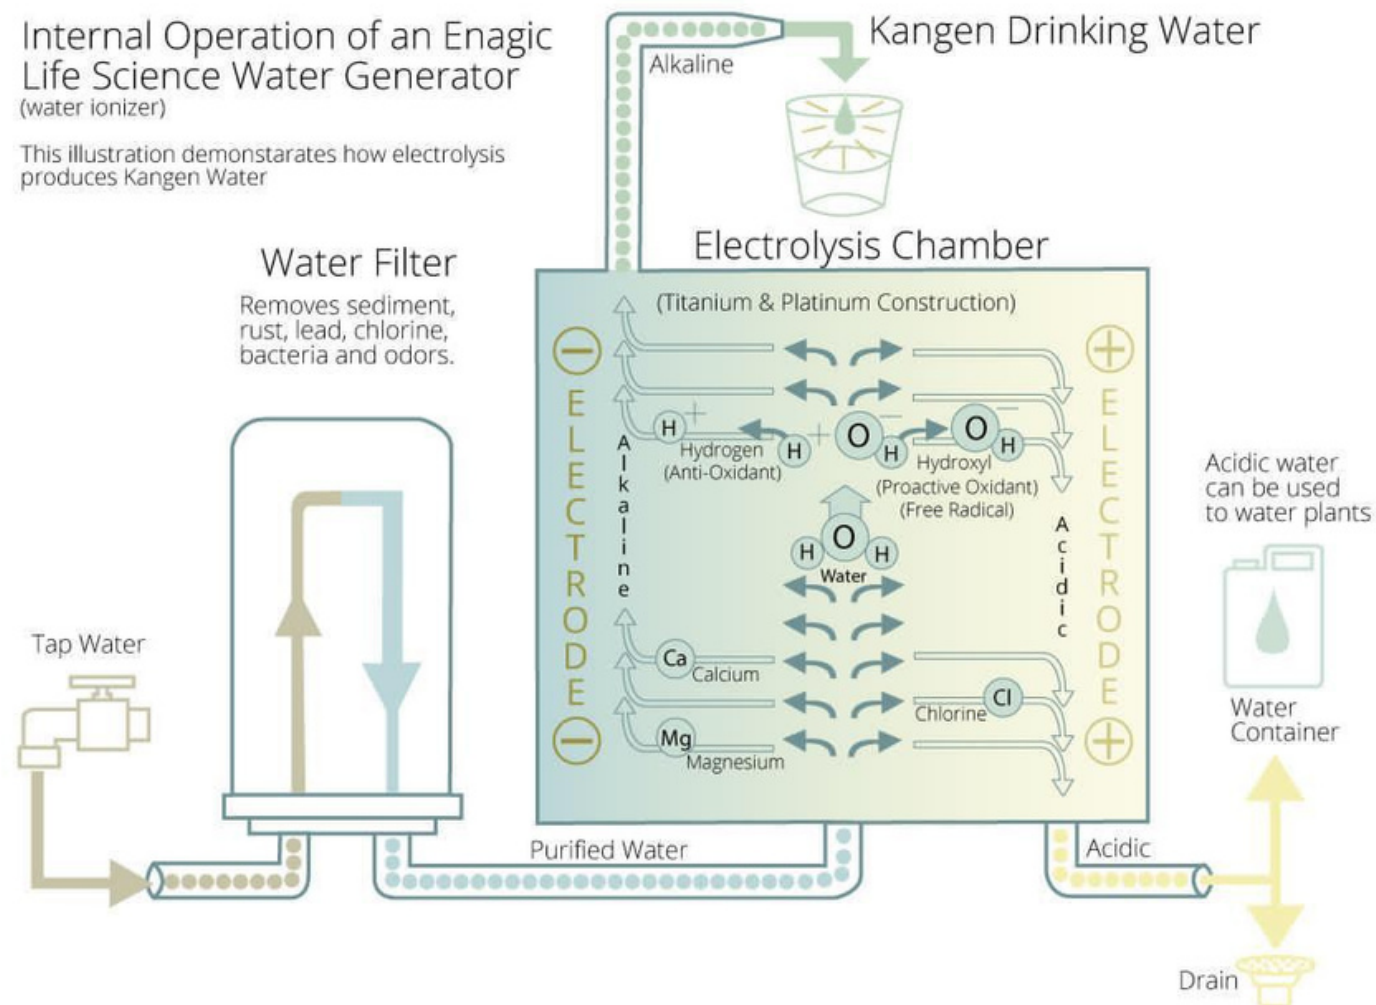 Internal Operation of an Enagic
Life Science Water Generator
(water ionizer)
This illustration demonstarates how electrolysis
produces Kangen Water
Alkaline
Kangen Drinking Water
Water Filter
Removes sediment,
rust, lead, chlorine,
bacteria and odors.
Electrolysis Chamber
(Titanium & Platinum Construction)
−
ELECTRODE
−
Alkaline
H +
Hydrogen
(Anti-Oxidant)
H +
O −
H
O −
H
Hydroxyl
(Proactive Oxidant)
(Free Radical)
H O H
Water
Ca
Calcium
Mg
Magnesium
Cl
Chlorine
Acidic
+
ELECTRODE
+
Acidic water
can be used
to water plants
Water
Container
Tap Water
Purified Water
Acidic
Drain